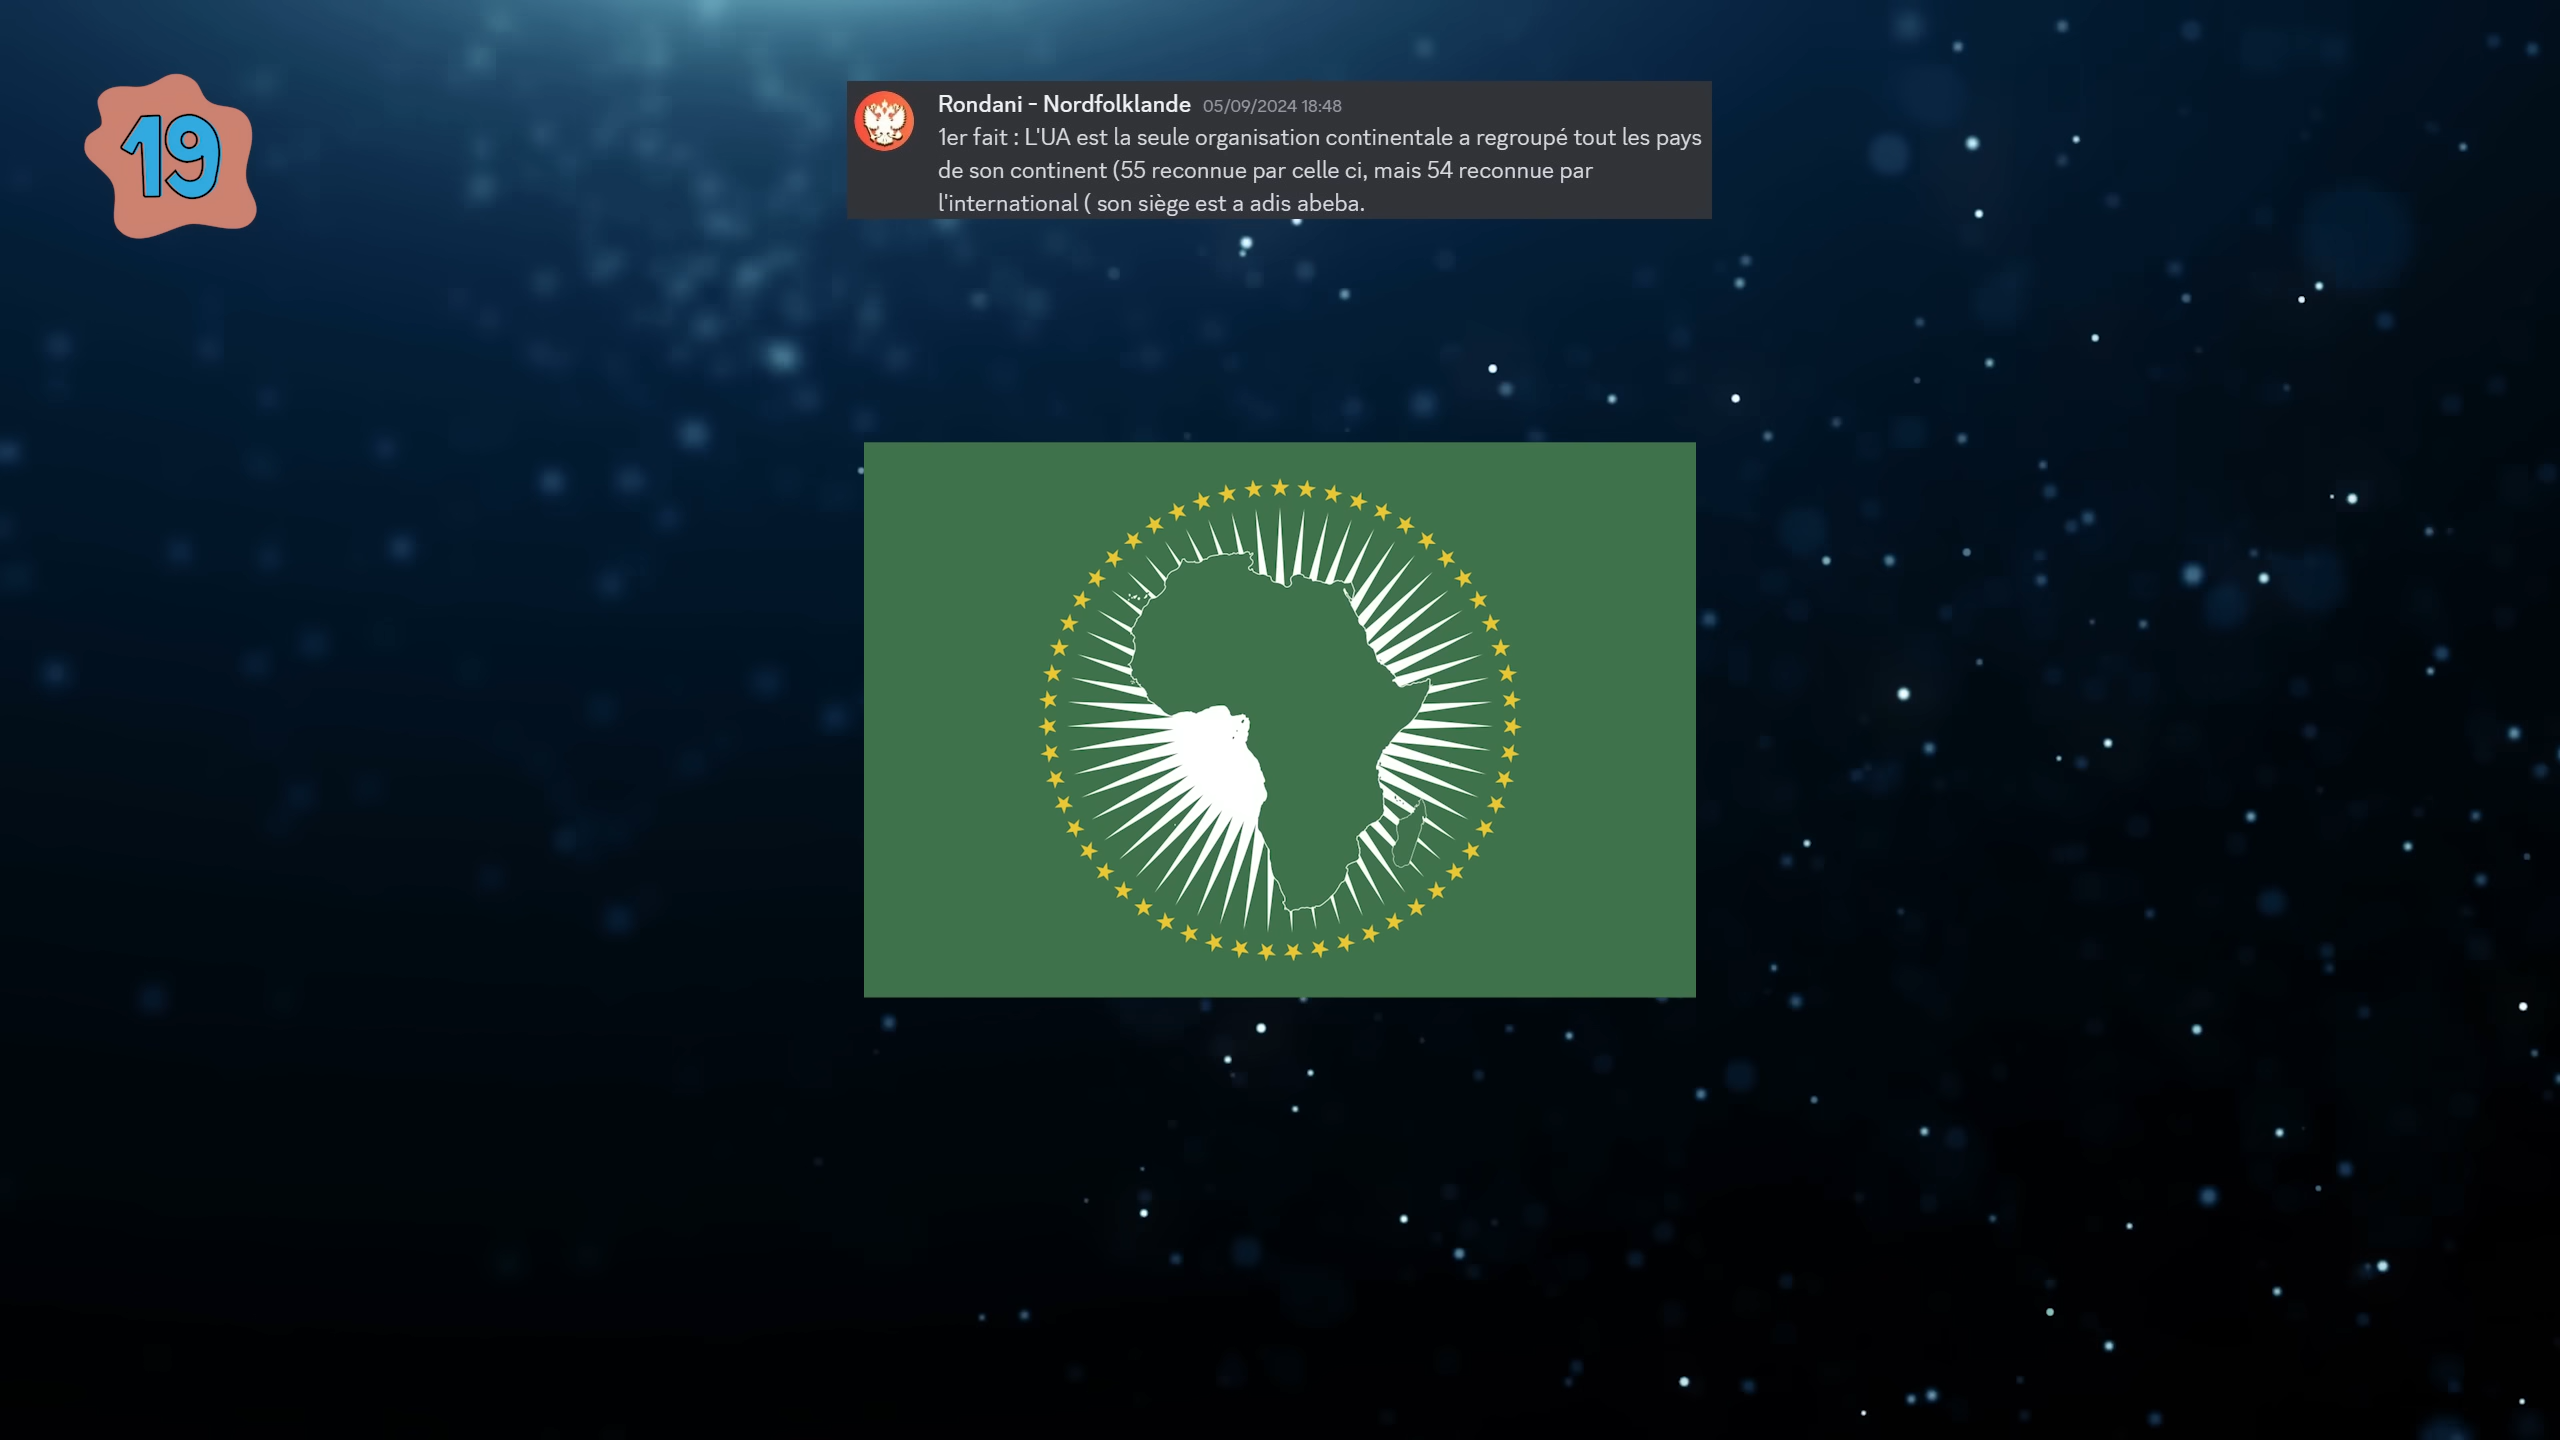 19
Rondani - Nordfolklande 05/09/2024 18:48
1er fait : L'UA est la seule organisation continentale a regroupé tout les pays
de son continent (55 reconnue par celle ci, mais 54 reconnue par
l'international ( son siège est a adis abeba.